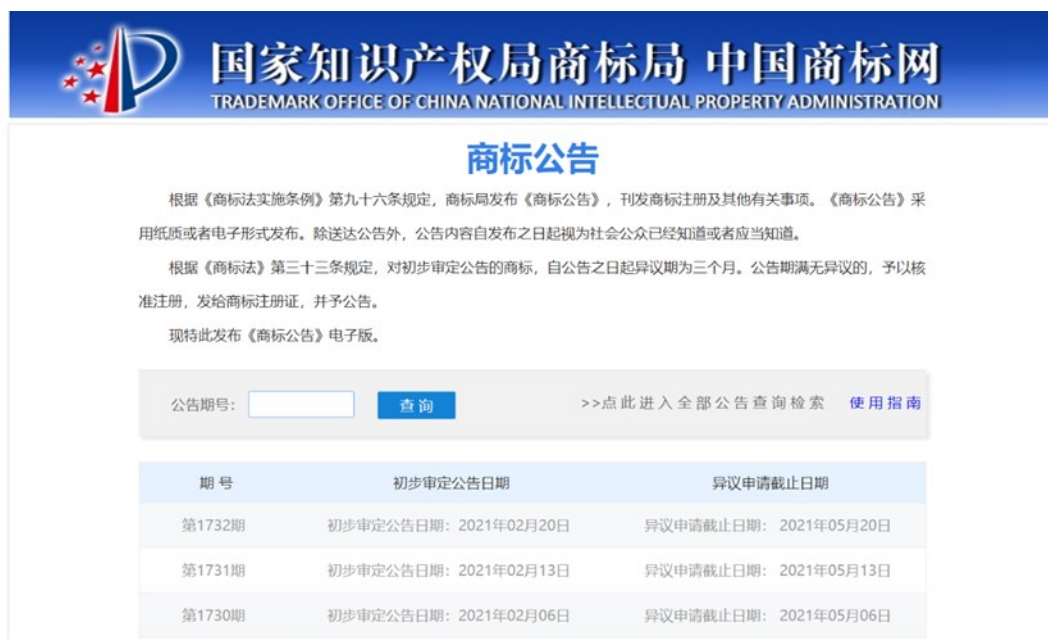 国家知识产权局商标局 中国商标网
TRADEMARK OFFICE OF CHINA NATIONAL INTELLECTUAL PROPERTY ADMINISTRATION
商标公告
根据《商标法实施条例》第九十六条规定，商标局发布《商标公告》，刊发商标注册及其他有关事项。《商标公告》采
用纸质或者电子形式发布。除送达公告外，公告内容自发布之日起视为社会公众已经知道或者应当知道。
根据《商标法》第三十三条规定，对初步审定公告的商标，自公告之日起异议期为三个月。公告期满无异议的，予以核
准注册，发给商标注册证，并予公告。
现特此发布《商标公告》电子版。
公告期号： 查询 >>点此进入全部公告查询检索 使用指南
期号 初步审定公告日期 异议申请截止日期
第1732期 初步审定公告日期：2021年02月20日 异议申请截止日期： 2021年05月20日
第1731期 初步审定公告日期：2021年02月13日 异议申请截止日期： 2021年05月13日
第1730期 初步审定公告日期：2021年02月06日 异议申请截止日期： 2021年05月06日